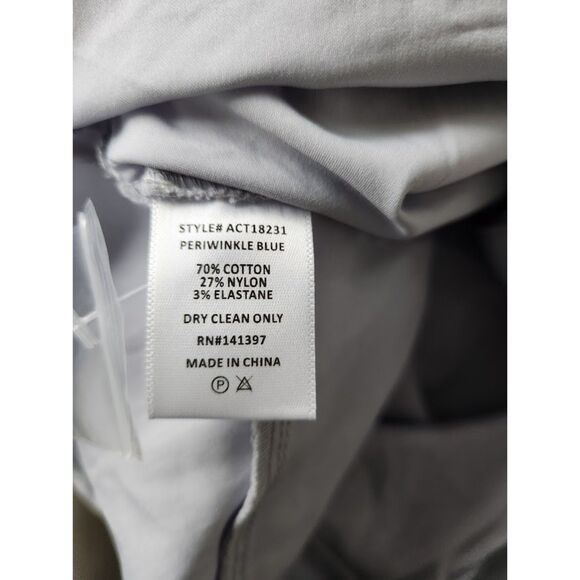 STYLE# ACT18231
PERIWINKLE BLUE
70% COTTON
27% NYLON
3% ELASTANE
DRY CLEAN ONLY
RN#141397
MADE IN CHINA
P